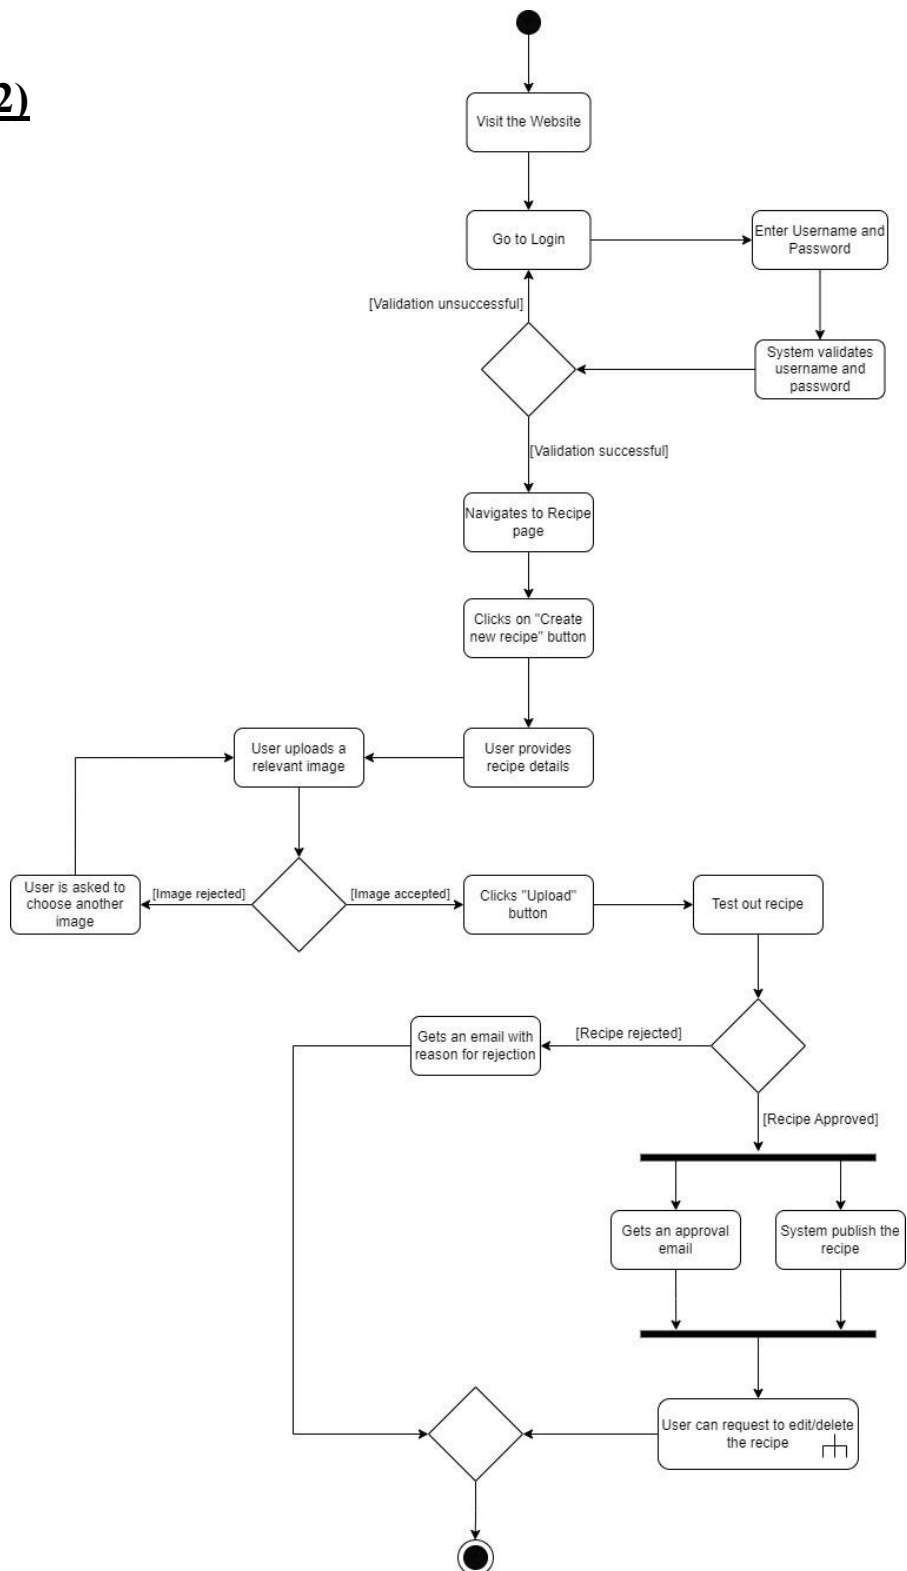 2)
Visit the Website
Go to Login
Enter Username and
Password
[Validation unsuccessful]
System validates
username and
password
[Validation successful]
Navigates to Recipe
page
Clicks on "Create
new recipe" button
User uploads a
relevant image
User provides
recipe details
User is asked to
choose another
image
[Image rejected]
[Image accepted]
Clicks "Upload"
button
Test out recipe
Gets an email with
reason for rejection
[Recipe rejected]
[Recipe Approved]
Gets an approval
email
System publish the
recipe
User can request to edit/delete
the recipe